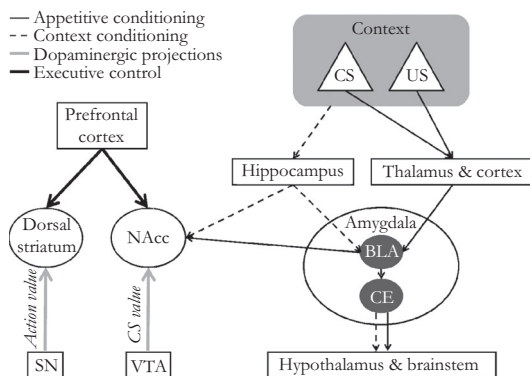 Appetitive conditioning
Context conditioning
Dopaminergic projections
Executive control
Context
CS
US
Prefrontal
cortex
Hippocampus
Thalamus & cortex
Dorsal
striatum
NAcc
Amygdala
BLA
CE
Action value
CS value
SN
VTA
Hypothalamus & brainstem